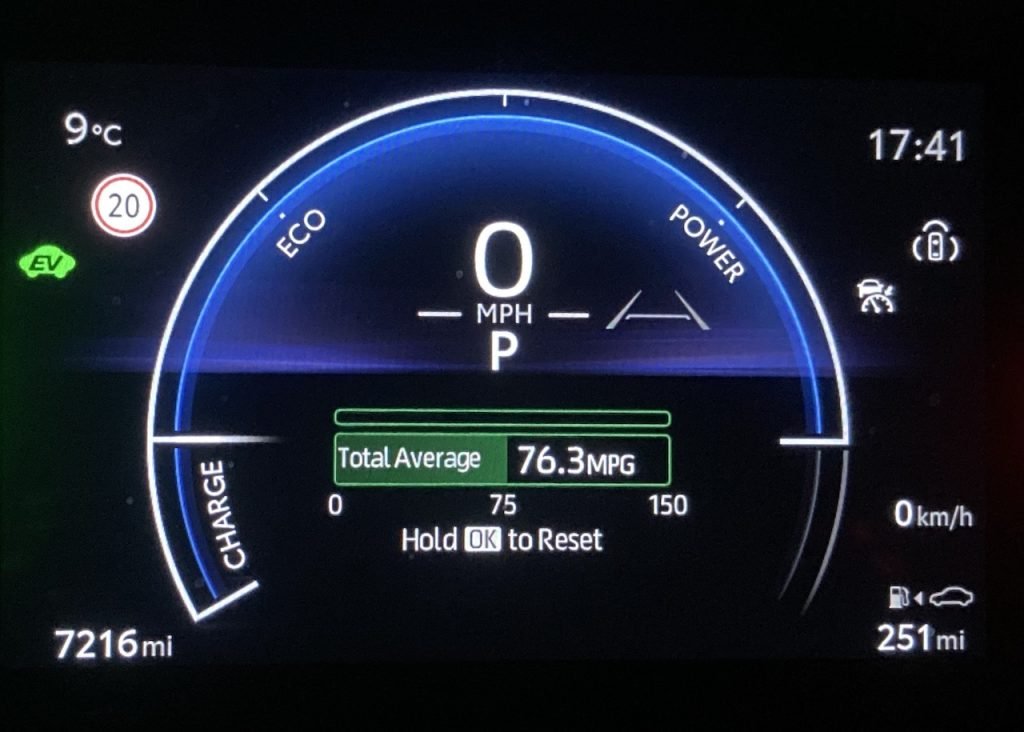 9°C
17:41
20
EV
ECO
POWER
0
MPH
P
Total Average 76.3MPG
0 75 150
Hold OK to Reset
CHARGE
0km/h
7216mi
251mi